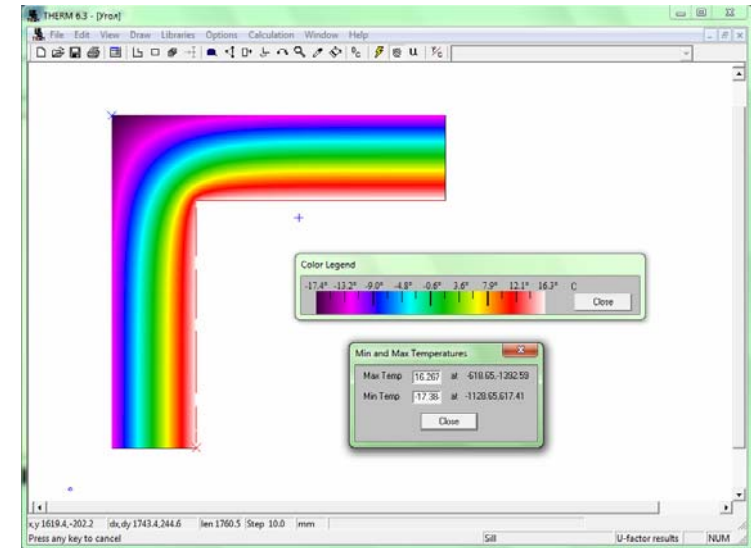 THERM 6.3 - [Угол]
File Edit View Draw Libraries Options Calculation Window Help
Color Legend
-17.4° -13.2° -9.0° -4.8° -0.6° 3.6° 7.9° 12.1° 16.3° C
Close
Min and Max Temperatures
Max Temp 16.267 at -618.65,-1392.59
Min Temp -17.38 at -1128.65,617.41
Close
x,y 1619.4,-202.2 dx,dy 1743.4,244.6 len 1760.5 Step 10.0 mm
Press any key to cancel Sill U-factor results NUM